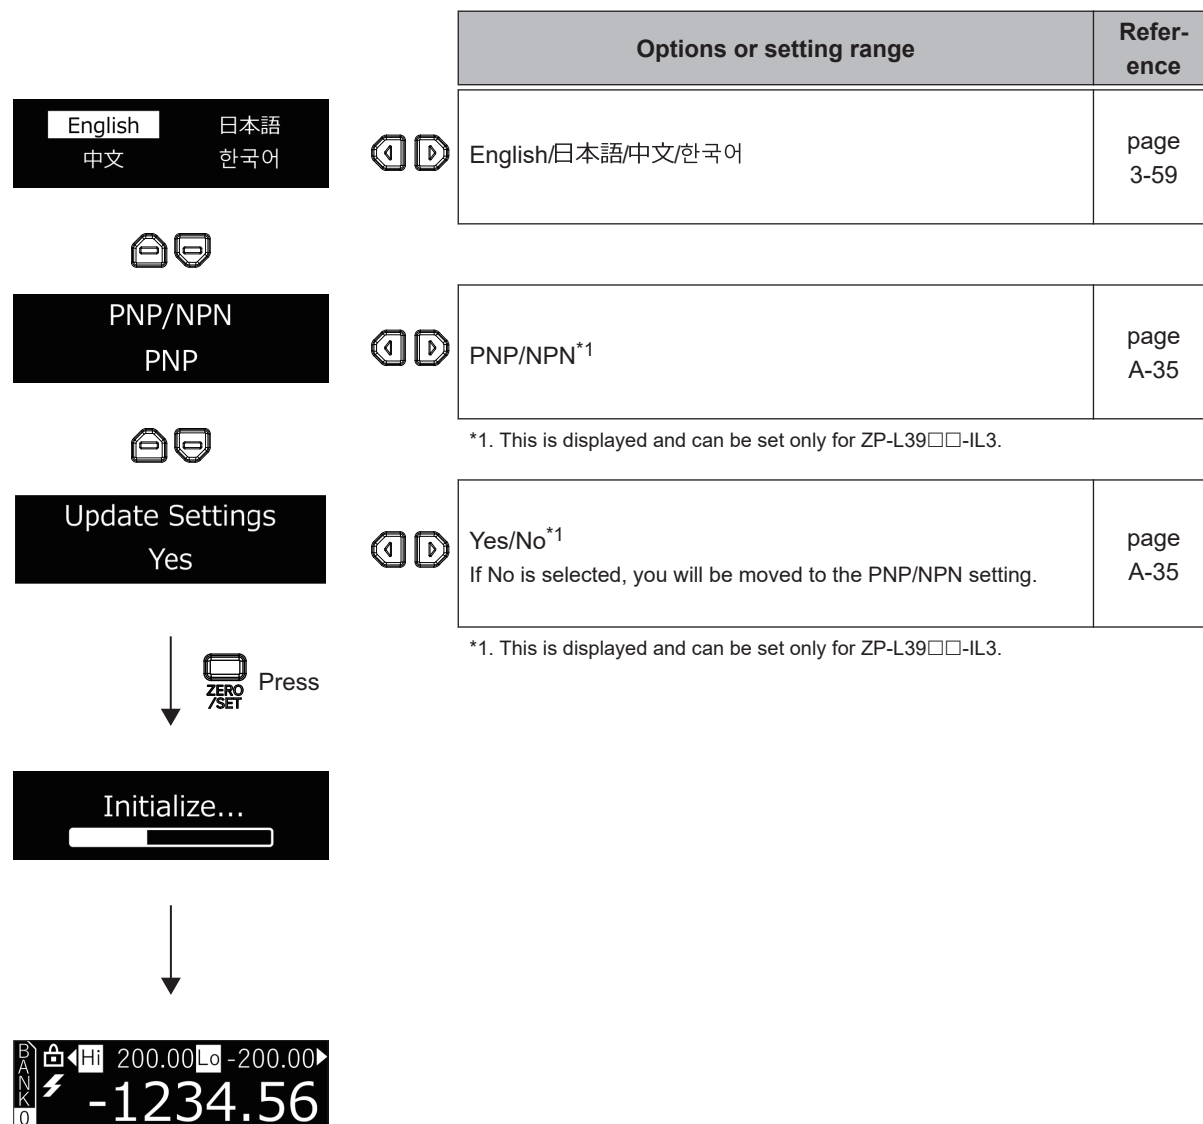 Options or setting range
Refer-
ence
English 日本語
中文 한국어
English/日本語/中文/한국어
page
3-59
PNP/NPN
PNP
PNP/NPN*1
page
A-35
*1. This is displayed and can be set only for ZP-L39□□-IL3.
Update Settings
Yes
Yes/No*1
If No is selected, you will be moved to the PNP/NPN setting.
page
A-35
*1. This is displayed and can be set only for ZP-L39□□-IL3.
ZERO
/SET
Press
Initialize...
BANK
0
Hi 200.00 Lo -200.00
-1234.56